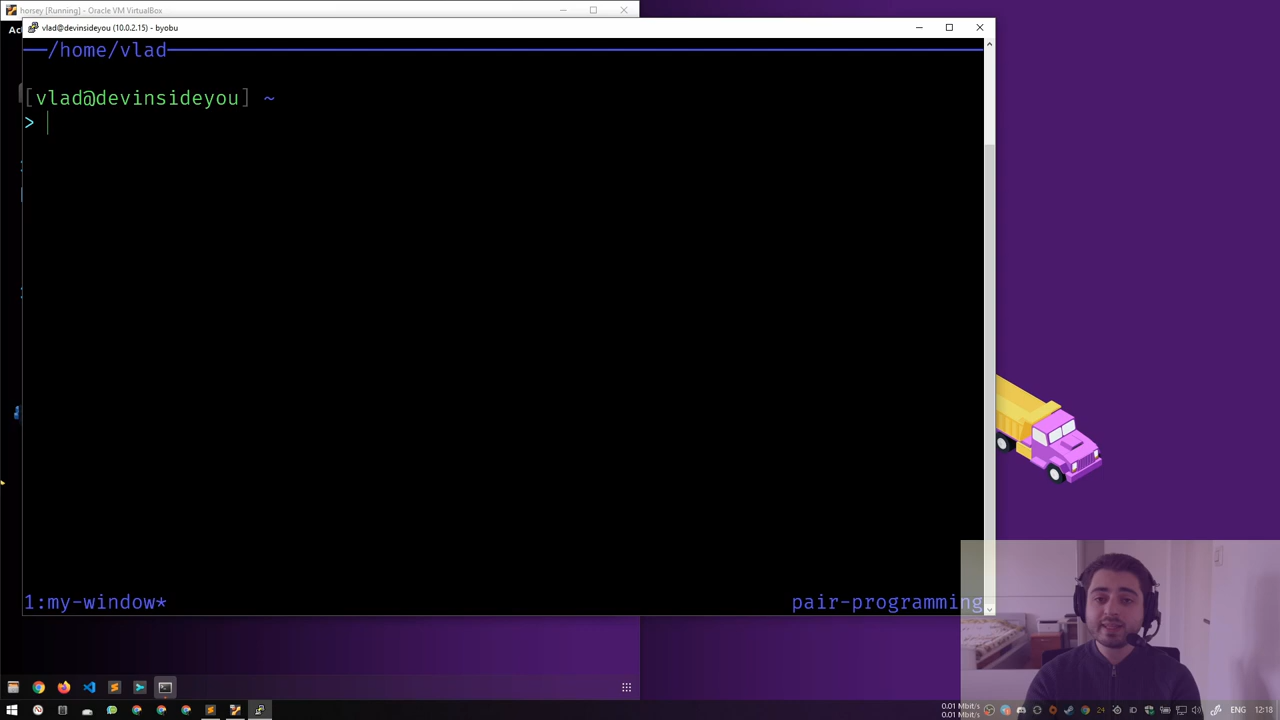 horsey [Running] - Oracle VM VirtualBox
vlad@devinsideyou (10.0.2.15) - byobu
/home/vlad
[vlad@devinsideyou] ~
>
1:my-window*
pair-programming
0.01 Mbit/s
0.01 Mbit/s
24
ENG
12:18